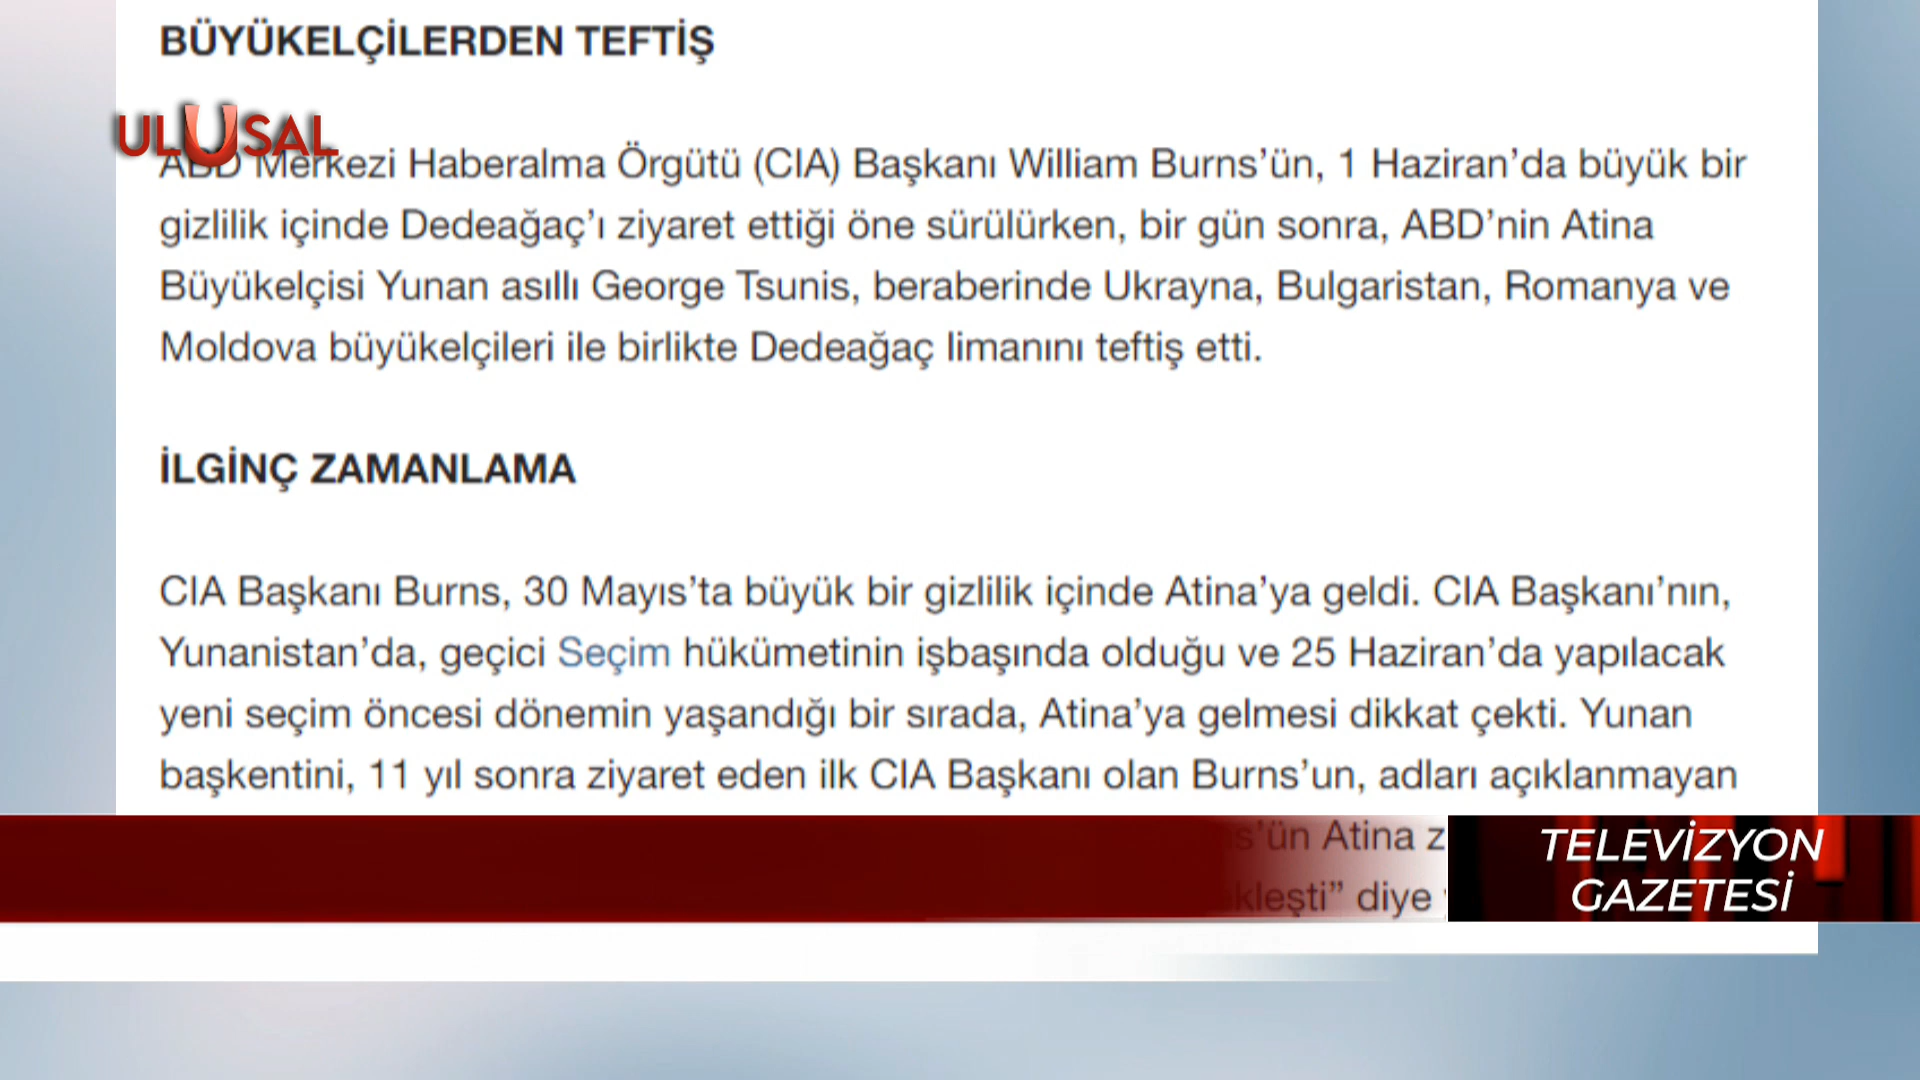 BÜYÜKELÇİLERDEN TEFTİŞ
ULUSAL
ABD Merkezi Haberalma Örgütü (CIA) Başkanı William Burns’ün, 1 Haziran’da büyük bir
gizlilik içinde Dedeağaç’ı ziyaret ettiği öne sürülürken, bir gün sonra, ABD’nin Atina
Büyükelçisi Yunan asıllı George Tsunis, beraberinde Ukrayna, Bulgaristan, Romanya ve
Moldova büyükelçileri ile birlikte Dedeağaç limanını teftiş etti.
İLGİNÇ ZAMANLAMA
CIA Başkanı Burns, 30 Mayıs’ta büyük bir gizlilik içinde Atina’ya geldi. CIA Başkanı’nın,
Yunanistan’da, geçici Seçim hükümetinin işbaşında olduğu ve 25 Haziran’da yapılacak
yeni seçim öncesi dönemin yaşandığı bir sırada, Atina’ya gelmesi dikkat çekti. Yunan
başkentini, 11 yıl sonra ziyaret eden ilk CIA Başkanı olan Burns’un, adları açıklanmayan
Atina
diye
TELEVİZYON
GAZETESİ